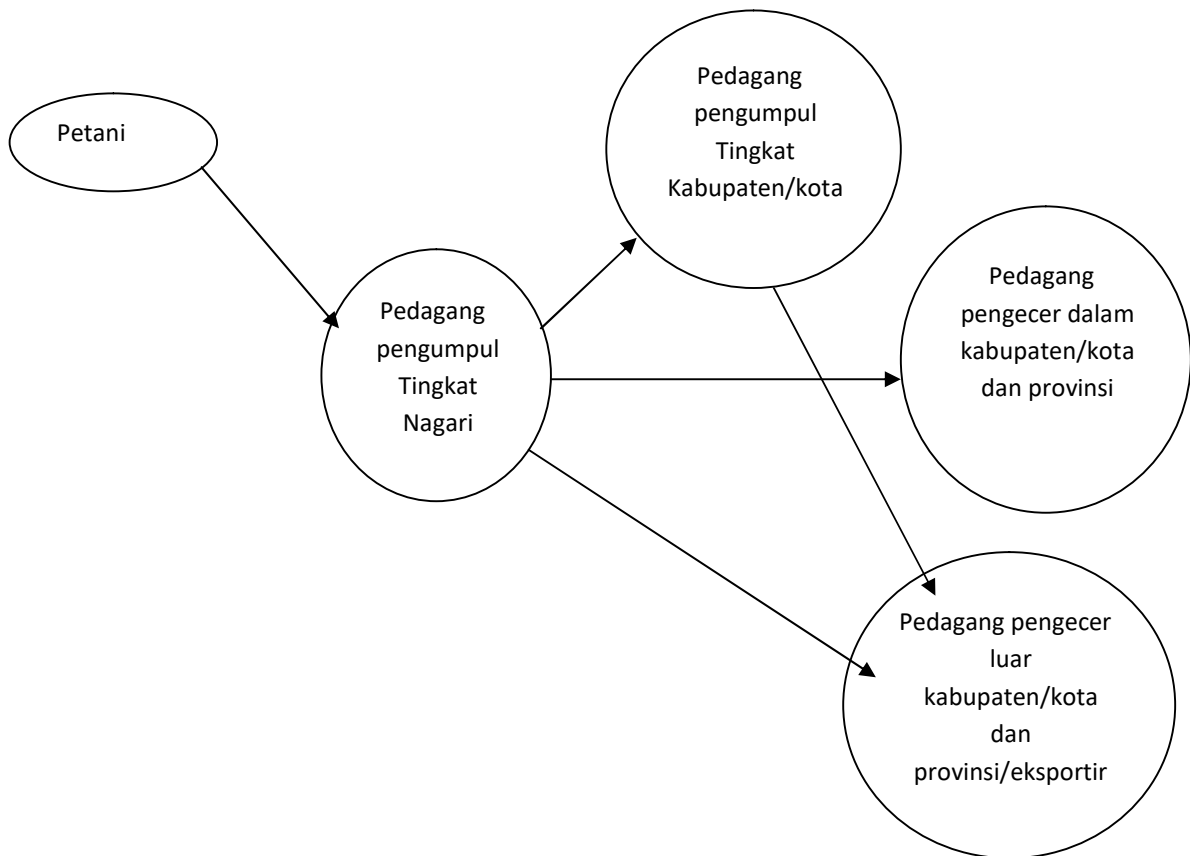 Petani
Pedagang
pengumpul
Tingkat
Nagari
Pedagang
pengumpul
Tingkat
Kabupaten/kota
Pedagang
pengecer dalam
kabupaten/kota
dan provinsi
Pedagang pengecer
luar
kabupaten/kota
dan
provinsi/eksportir